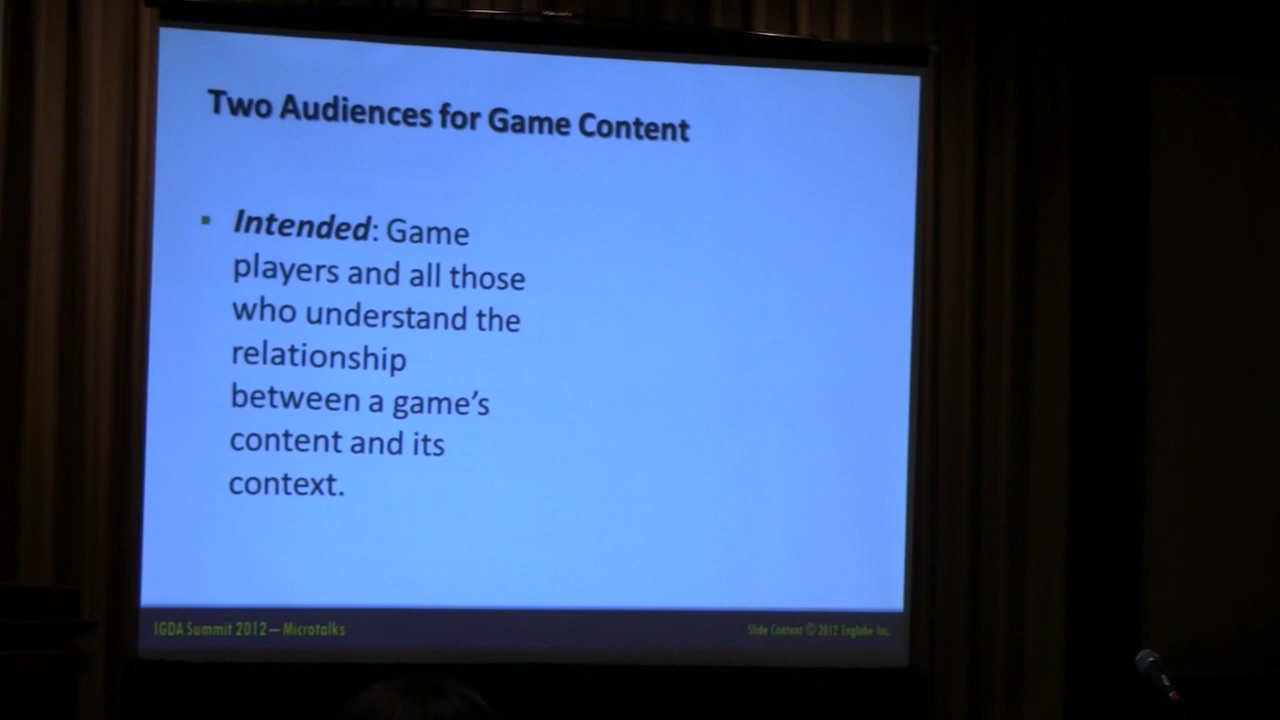 Two Audiences for Game Content
Intended: Game
players and all those
who understand the
relationship
between a game’s
content and its
context.
IGDA Summit 2012 – Microtalks
Slide Content © 2012 Englobe Inc.